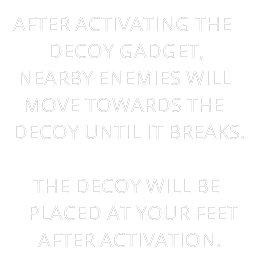 AFTER ACTIVATING THE
DECOY GADGET,
NEARBY ENEMIES WILL
MOVE TOWARDS THE
DECOY UNTIL IT BREAKS.
THE DECOY WILL BE
PLACED AT YOUR FEET
AFTER ACTIVATION.